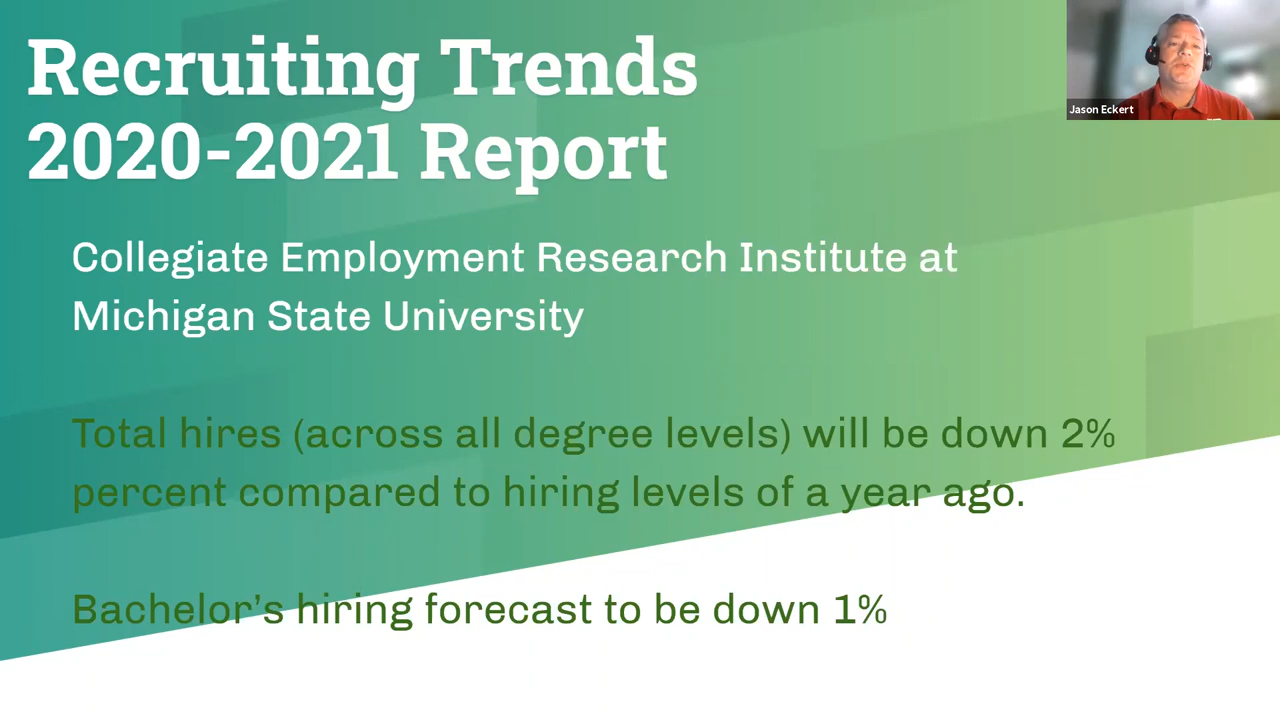 Recruiting Trends
2020-2021 Report
Jason Eckert
Collegiate Employment Research Institute at
Michigan State University
Total hires (across all degree levels) will be down 2%
percent compared to hiring levels of a year ago.
Bachelor’s hiring forecast to be down 1%